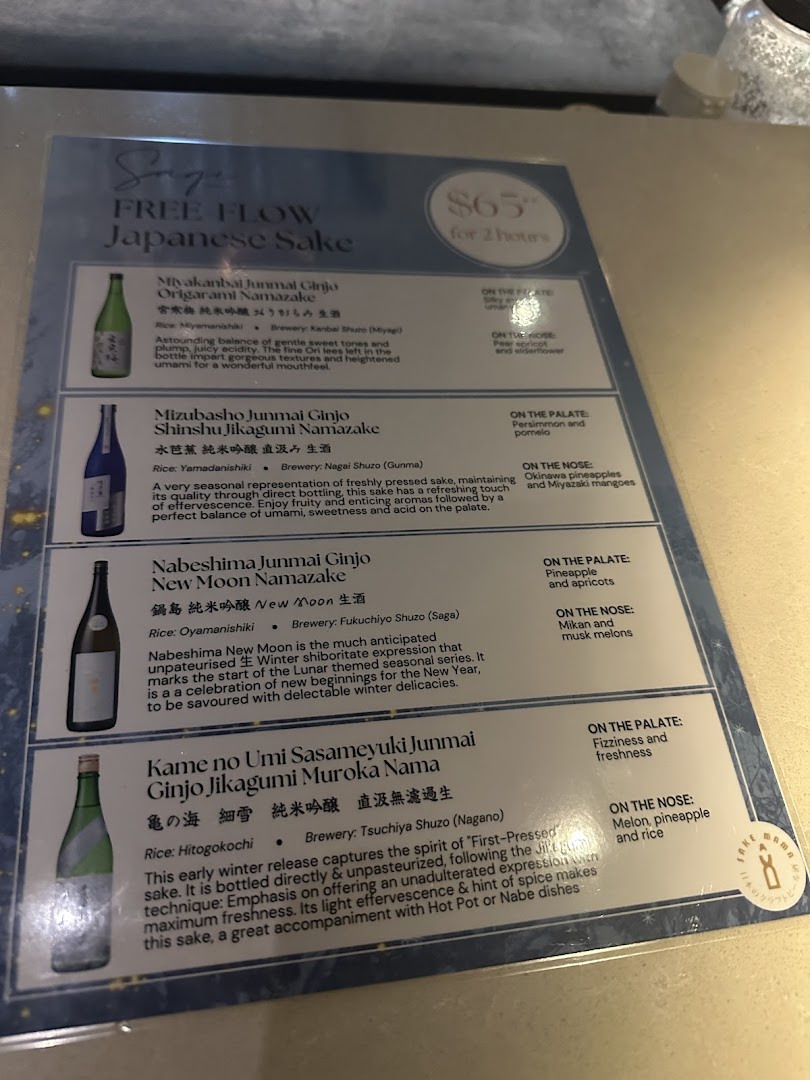 Sage
FREE FLOW
Japanese Sake
$65++
for 2 hours
Miyakanbai Junmai Ginjo
Origarami Namazake
宮寒梅 純米吟醸 おりがらみ 生酒
Rice: Miyamanishiki • Brewery: Kanbai Shuzo (Miyagi)
Astounding balance of gentle sweet tones and
plump, juicy acidity. The fine Ori lees left in the
bottle impart gorgeous textures and heightened
umami for a wonderful mouthfeel.
ON THE PALATE:
Silky
ON THE NOSE:
Pear apricot
and elderflower
Mizubasho Junmai Ginjo
Shinshu Jikagumi Namazake
水芭蕉 純米吟醸 直汲み 生酒
Rice: Yamadanishiki • Brewery: Nagai Shuzo (Gunma)
A very seasonal representation of freshly pressed sake, maintaining
its quality through direct bottling, this sake has a refreshing touch
of effervescence. Enjoy fruity and enticing aromas followed by a
perfect balance of umami, sweetness and acid on the palate.
ON THE PALATE:
Persimmon and
pomelo
ON THE NOSE:
Okinawa pineapples
and Miyazaki mangoes
Nabeshima Junmai Ginjo
New Moon Namazake
鍋島 純米吟醸 New Moon 生酒
Rice: Oyamanishiki • Brewery: Fukuchiyo Shuzo (Saga)
Nabeshima New Moon is the much anticipated
unpateurised 生 Winter shiboritate expression that
marks the start of the Lunar themed seasonal series. It
is a a celebration of new beginnings for the New Year,
to be savoured with delectable winter delicacies.
ON THE PALATE:
Pineapple
and apricots
ON THE NOSE:
Mikan and
musk melons
Kame no Umi Sasameyuki Junmai
Ginjo Jikagumi Muroka Nama
亀の海 細雪 純米吟醸 直汲無濾過生
Rice: Hitogokochi • Brewery: Tsuchiya Shuzo (Nagano)
This early winter release captures the spirit of "First-Pressed"
sake. It is bottled directly & unpasteurized, following the Jikagumi
technique: Emphasis on offering an unadulterated expression with
maximum freshness. Its light effervescence & hint of spice makes
this sake, a great accompaniment with Hot Pot or Nabe dishes
ON THE PALATE:
Fizziness and
freshness
ON THE NOSE:
Melon, pineapple
and rice
SAKE MAMA